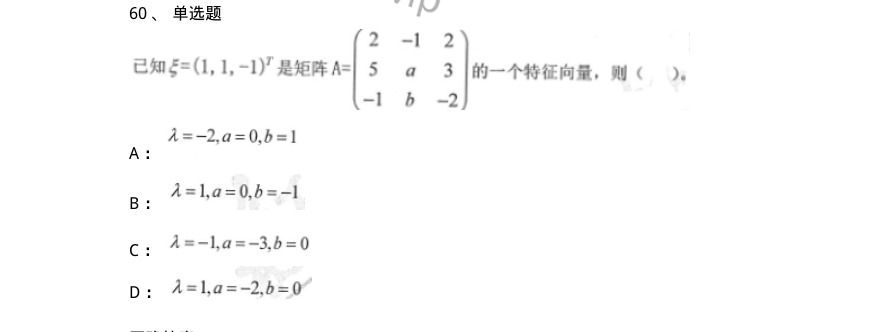 60、 单选题
已知 ξ=(1, 1, -1)^T 是矩阵 A= (2 -1 2; 5 a 3; -1 b -2) 的一个特征向量，则（ ）。
A： λ=-2,a=0,b=1
B： λ=1,a=0,b=-1
C： λ=-1,a=-3,b=0
D： λ=1,a=-2,b=0